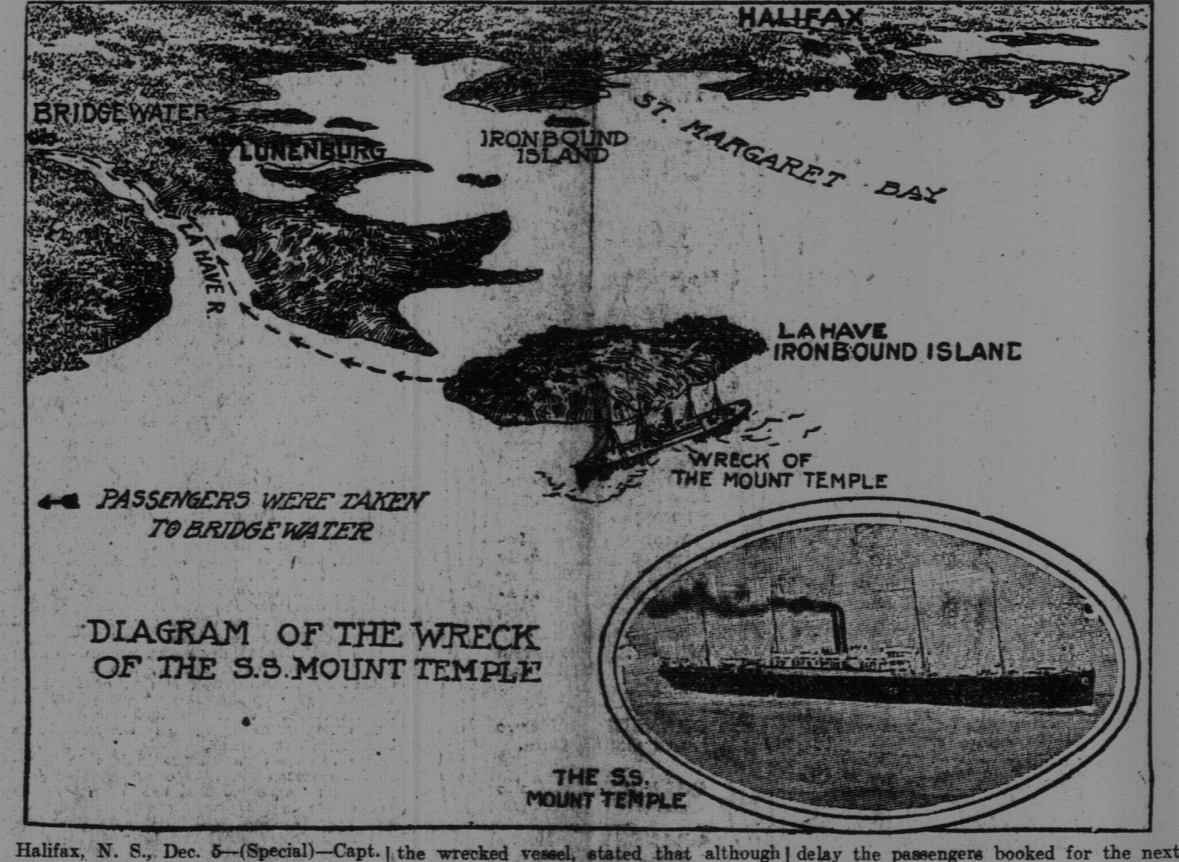 HALIFAX
BRIDGEWATER
LUNENBURG
IRONBOUND
ISLAND
ST. MARGARET BAY
LA HAVE R.
LA HAVE
IRONBOUND ISLAND
WRECK OF
THE MOUNT TEMPLE
PASSENGERS WERE TAKEN
TO BRIDGEWATER
DIAGRAM OF THE WRECK
OF THE S.S. MOUNT TEMPLE
THE S.S.
MOUNT TEMPLE
Halifax, N. S., Dec. 5—(Special)—Capt.
the wrecked vessel, stated that although
delay the passengers booked for the next